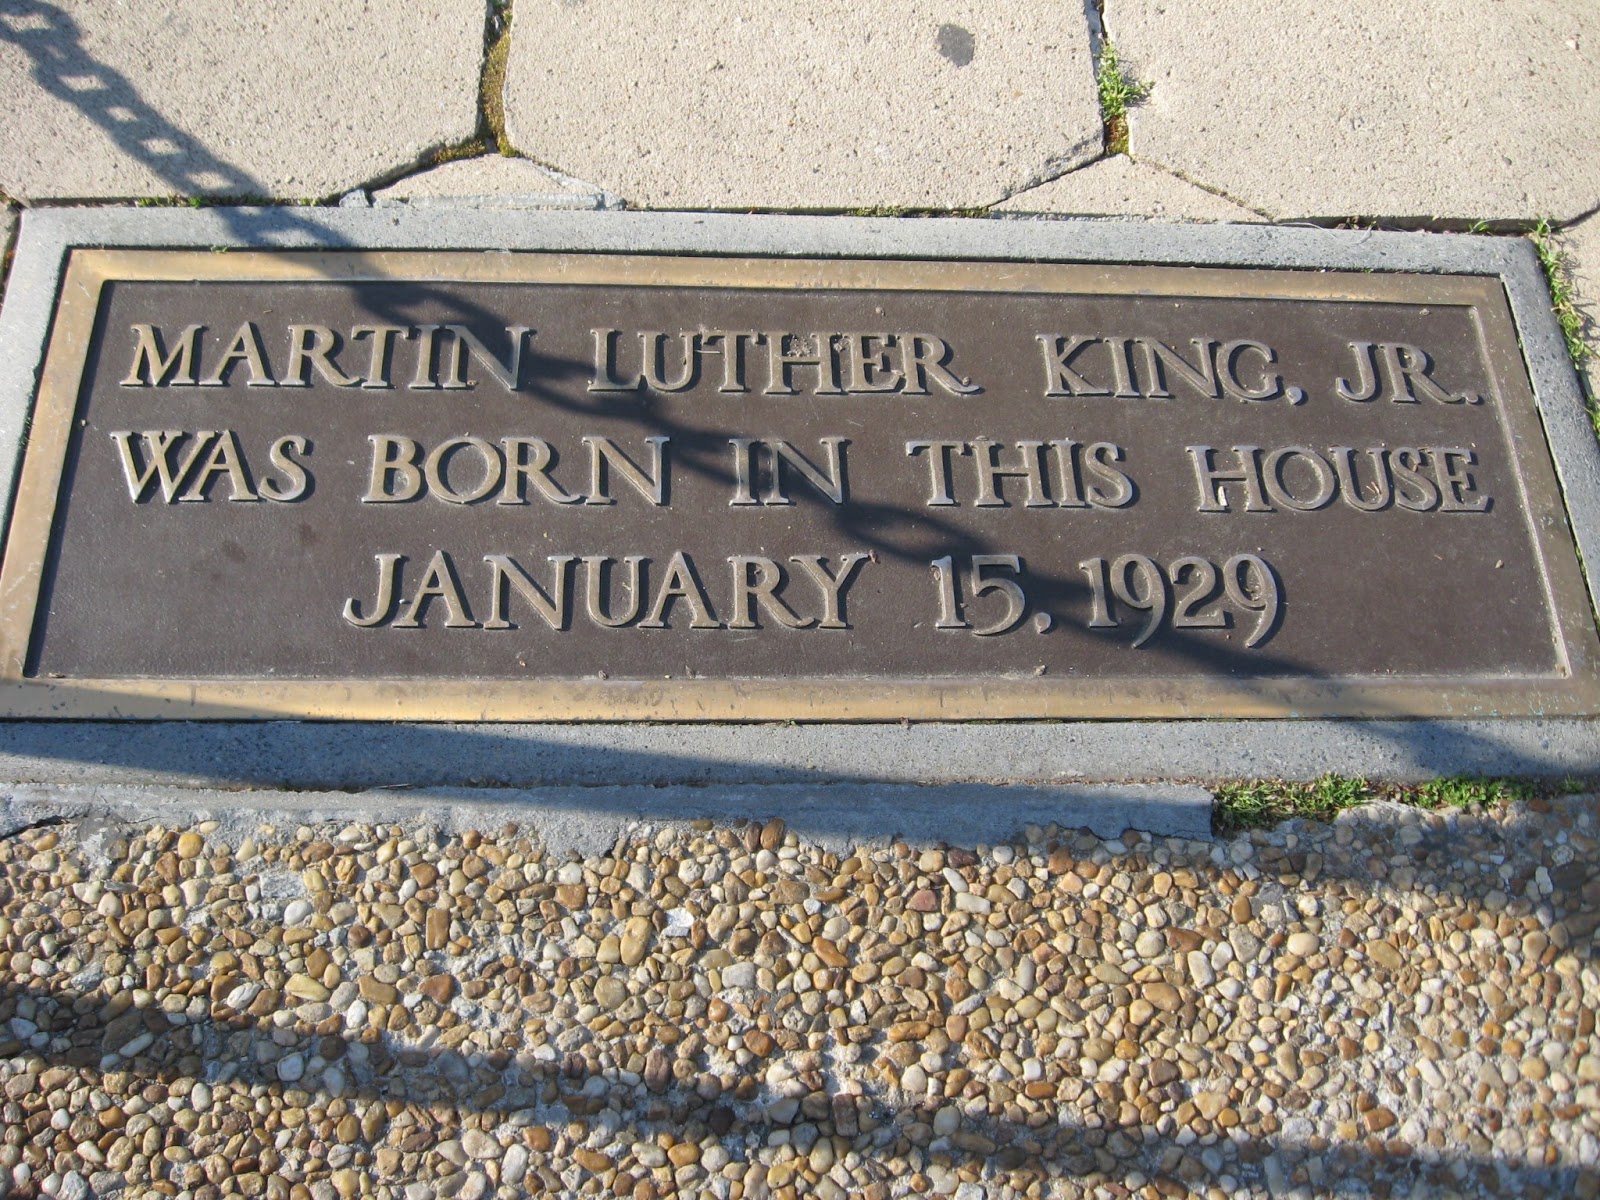 MARTIN LUTHER KING, JR.
WAS BORN IN THIS HOUSE
JANUARY 15, 1929